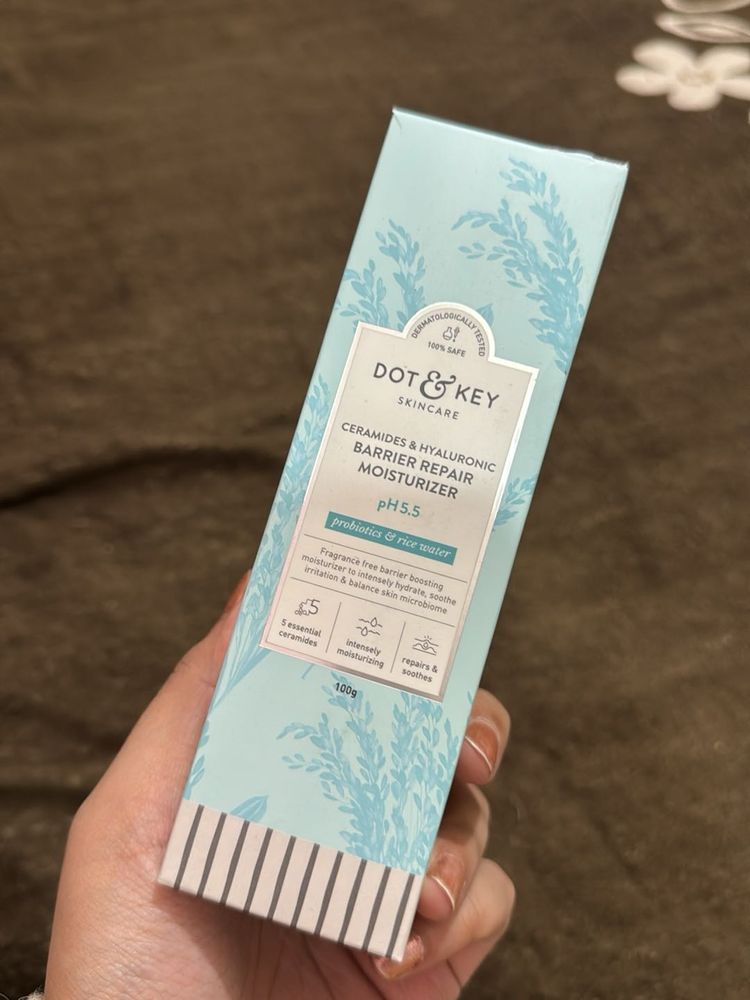 DERMATOLOGICALLY TESTED
100% SAFE
DOT & KEY
SKINCARE
CERAMIDES & HYALURONIC
BARRIER REPAIR
MOISTURIZER
pH 5.5
probiotics & rice water
Fragrance free barrier boosting
moisturizer to intensely hydrate, soothe
irritation & balance skin microbiome
5
5 essential
ceramides
intensely
moisturizing
repairs &
soothes
100g